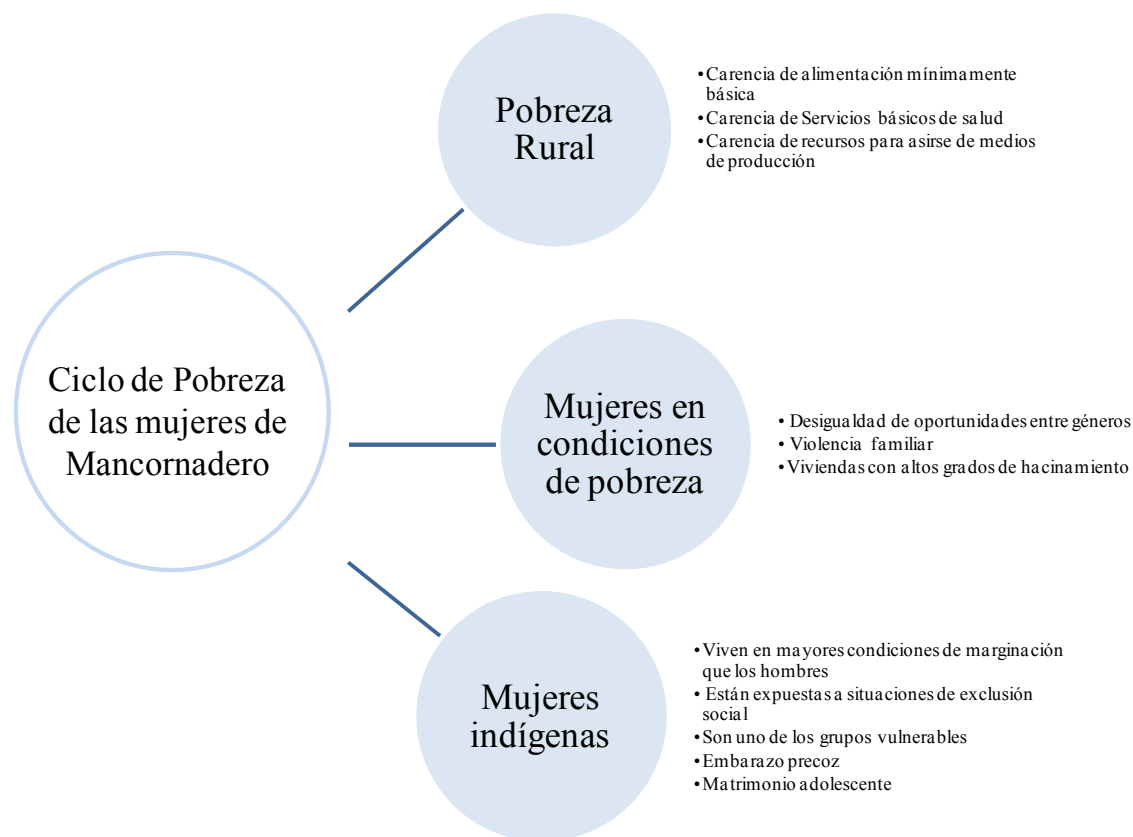 Pobreza
Rural
•Carencia de alimentación mínimamente
básica
•Carencia de Servicios básicos de salud
•Carencia de recursos para asirse de medios
de producción
Ciclo de Pobreza
de las mujeres de
Mancornadero
Mujeres en
condiciones
de pobreza
• Desigualdad de oportunidades entre géneros
• Violencia familiar
• Viviendas con altos grados de hacinamiento
Mujeres
indígenas
•Viven en mayores condiciones de marginación
que los hombres
• Están expuestas a situaciones de exclusión
social
•Son uno de los grupos vulnerables
•Embarazo precoz
•Matrimonio adolescente